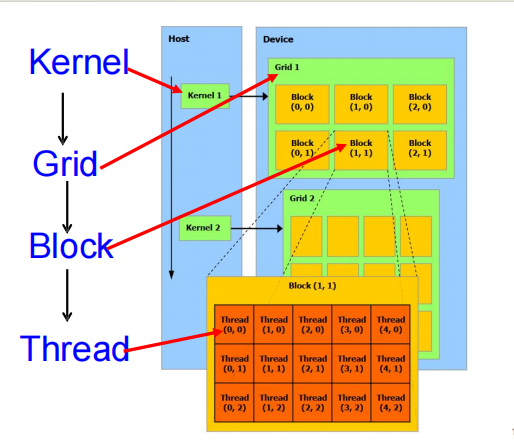 Kernel
Grid
Block
Thread
Host
Device
Kernel 1
Grid 1
Block
(0, 0)
Block
(1, 0)
Block
(2, 0)
Block
(0, 1)
Block
(1, 1)
Block
(2, 1)
Kernel 2
Grid 2
Block (1, 1)
Thread
(0, 0)
Thread
(1, 0)
Thread
(2, 0)
Thread
(3, 0)
Thread
(4, 0)
Thread
(0, 1)
Thread
(1, 1)
Thread
(2, 1)
Thread
(3, 1)
Thread
(4, 1)
Thread
(0, 2)
Thread
(1, 2)
Thread
(2, 2)
Thread
(3, 2)
Thread
(4, 2)